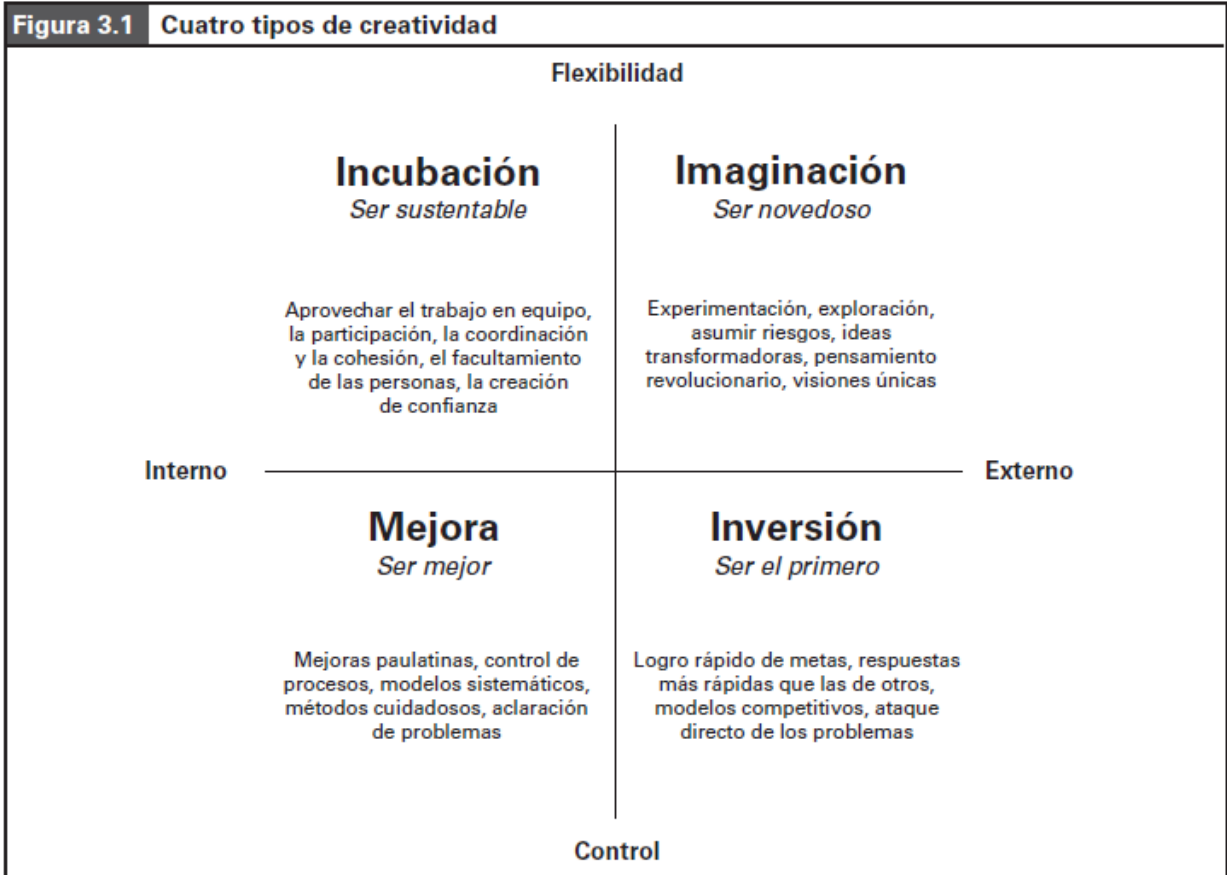 Figura 3.1 Cuatro tipos de creatividad
Flexibilidad
Incubación
Ser sustentable
Aprovechar el trabajo en equipo,
la participación, la coordinación
y la cohesión, el facultamiento
de las personas, la creación
de confianza
Imaginación
Ser novedoso
Experimentación, exploración,
asumir riesgos, ideas
transformadoras, pensamiento
revolucionario, visiones únicas
Interno
Externo
Mejora
Ser mejor
Mejoras paulatinas, control de
procesos, modelos sistemáticos,
métodos cuidadosos, aclaración
de problemas
Inversión
Ser el primero
Logro rápido de metas, respuestas
más rápidas que las de otros,
modelos competitivos, ataque
directo de los problemas
Control